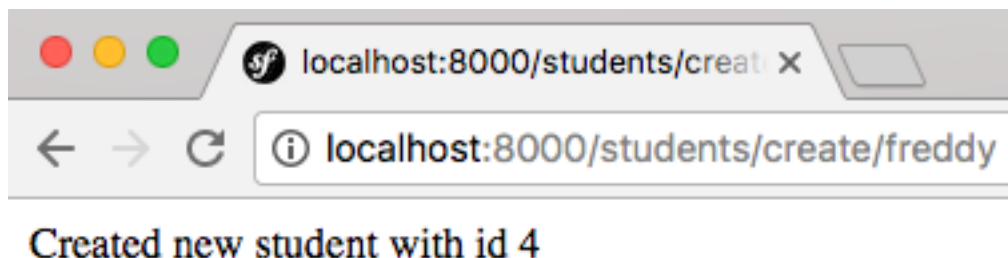 localhost:8000/students/creat
localhost:8000/students/create/freddy
Created new student with id 4